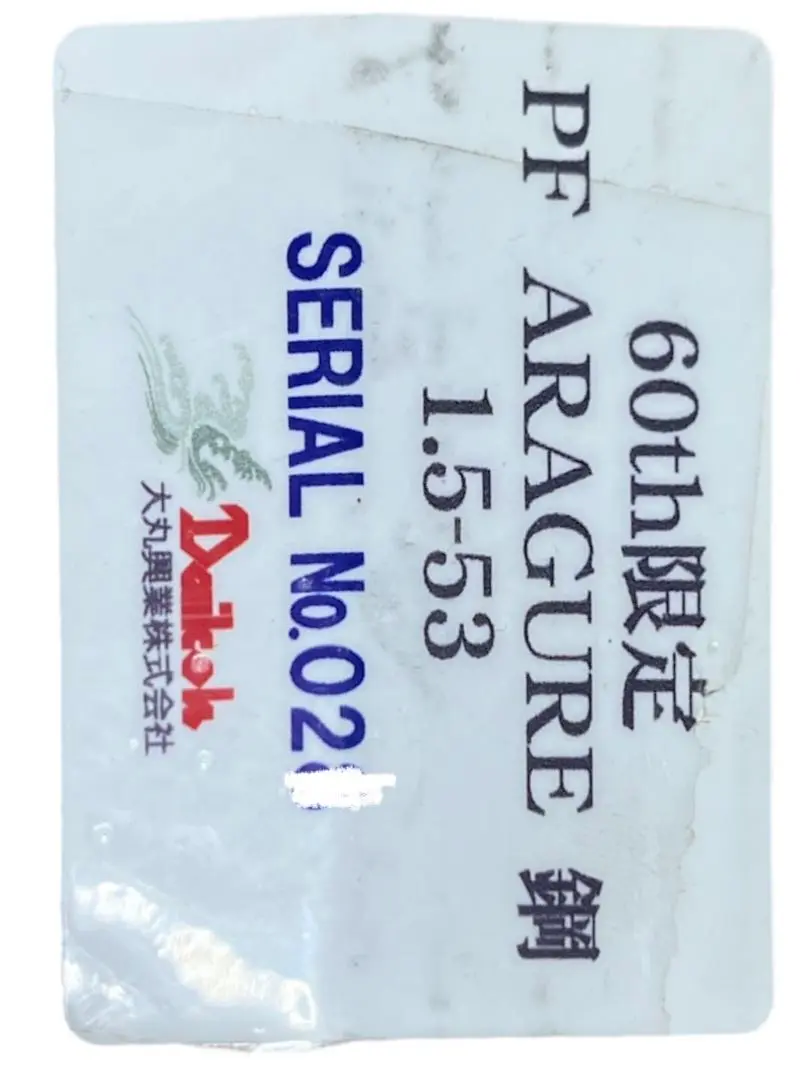 60th限定
PF ARAGURE 鋼
1.5-53
SERIAL No.02
Daikoh
大丸興業株式会社